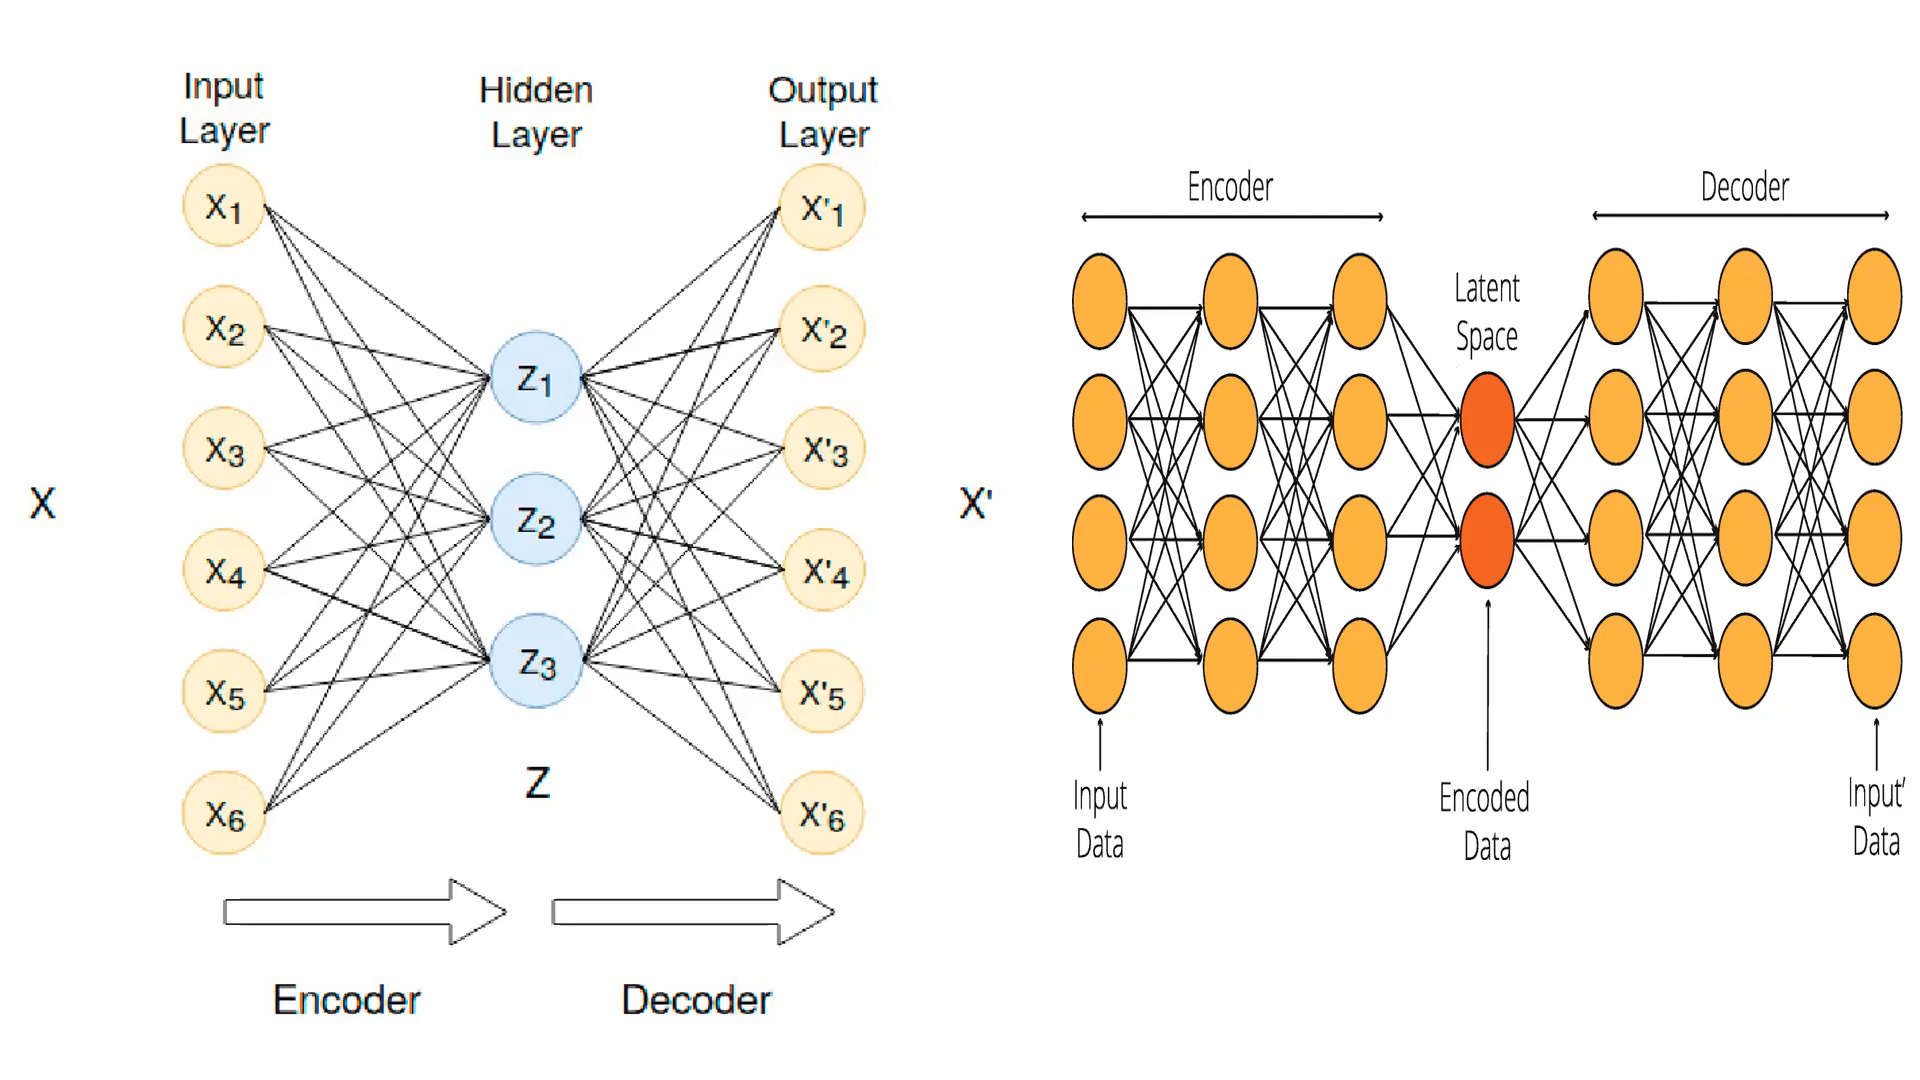 Input
Layer
Hidden
Layer
Output
Layer
X1
X2
X3
X4
X5
X6
X
Z1
Z2
Z3
Z
X'1
X'2
X'3
X'4
X'5
X'6
X'
Encoder
Decoder
Encoder
Decoder
Latent
Space
Input
Data
Encoded
Data
Input'
Data